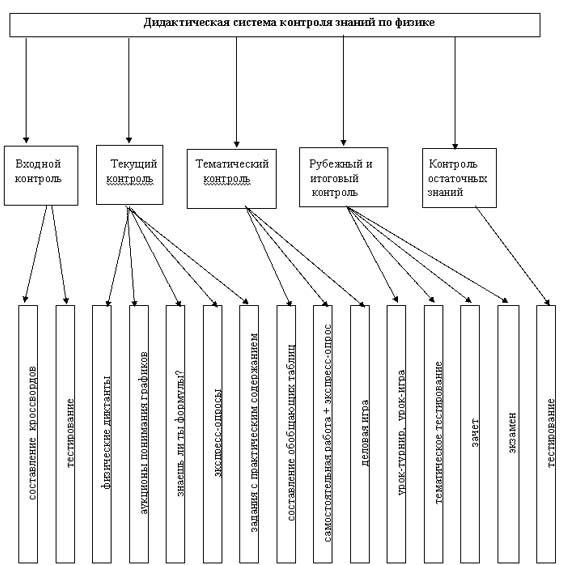 Дидактическая система контроля знаний по физике
Входной
контроль
Текущий
контроль
Тематический
контроль
Рубежный и
итоговый
контроль
Контроль
остаточных
знаний
составление кроссвордов
тестирование
физические диктанты
аукционы понимания графиков
знаешь ли ты формулы?
экспресс-опросы
задания с практическим содержанием
составление обобщающих таблиц
самостоятельная работа + экспресс-опрос
деловая игра
урок-турнир, урок-игра
тематическое тестирование
зачет
экзамен
тестирование